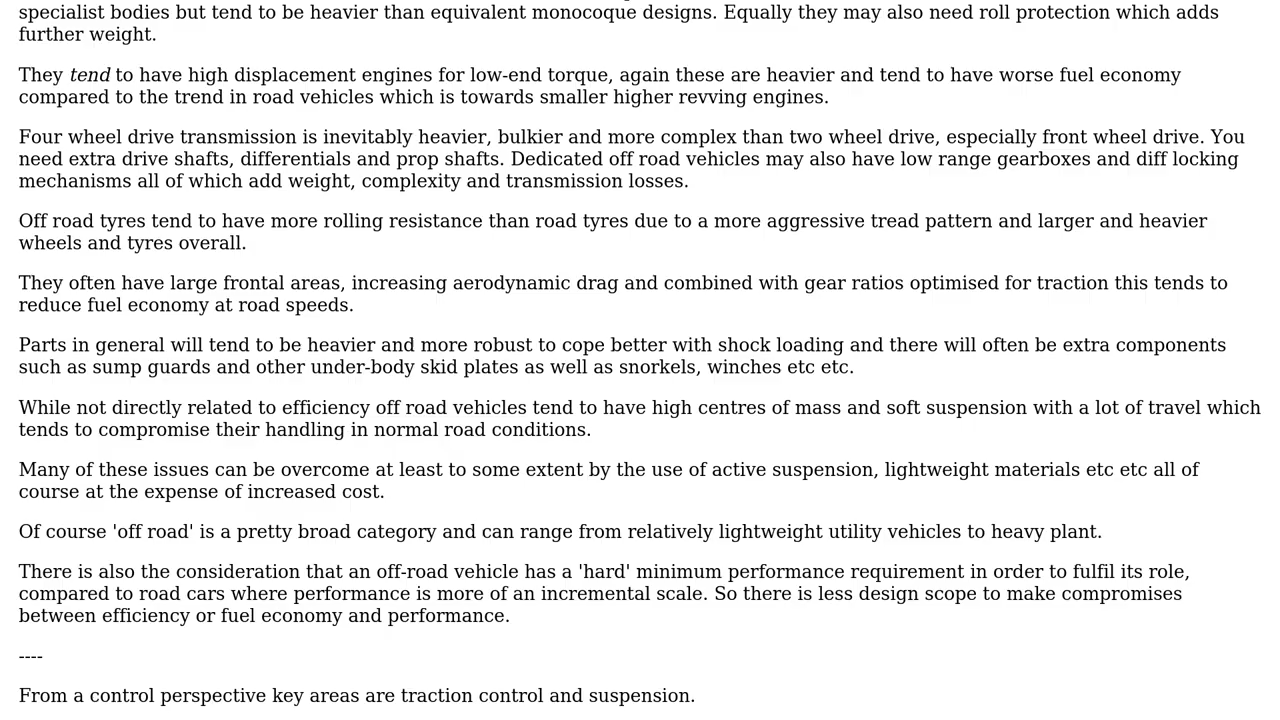 specialist bodies but tend to be heavier than equivalent monocoque designs. Equally they may also need roll protection which adds
further weight.
They tend to have high displacement engines for low-end torque, again these are heavier and tend to have worse fuel economy
compared to the trend in road vehicles which is towards smaller higher revving engines.
Four wheel drive transmission is inevitably heavier, bulkier and more complex than two wheel drive, especially front wheel drive. You
need extra drive shafts, differentials and prop shafts. Dedicated off road vehicles may also have low range gearboxes and diff locking
mechanisms all of which add weight, complexity and transmission losses.
Off road tyres tend to have more rolling resistance than road tyres due to a more aggressive tread pattern and larger and heavier
wheels and tyres overall.
They often have large frontal areas, increasing aerodynamic drag and combined with gear ratios optimised for traction this tends to
reduce fuel economy at road speeds.
Parts in general will tend to be heavier and more robust to cope better with shock loading and there will often be extra components
such as sump guards and other under-body skid plates as well as snorkels, winches etc etc.
While not directly related to efficiency off road vehicles tend to have high centres of mass and soft suspension with a lot of travel which
tends to compromise their handling in normal road conditions.
Many of these issues can be overcome at least to some extent by the use of active suspension, lightweight materials etc etc all of
course at the expense of increased cost.
Of course 'off road' is a pretty broad category and can range from relatively lightweight utility vehicles to heavy plant.
There is also the consideration that an off-road vehicle has a 'hard' minimum performance requirement in order to fulfil its role,
compared to road cars where performance is more of an incremental scale. So there is less design scope to make compromises
between efficiency or fuel economy and performance.
----
From a control perspective key areas are traction control and suspension.